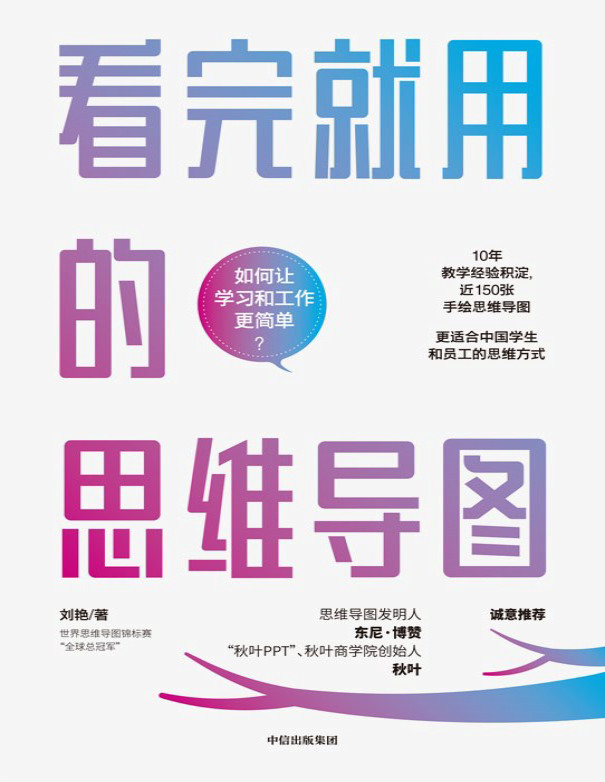 看完就用
的
如何让
学习和工作
更简单
?
10年
教学经验积淀,
近150张
手绘思维导图
更适合中国学生
和员工的思维方式
思维导图
刘艳/著
世界思维导图锦标赛
“全球总冠军”
思维导图发明人
东尼·博赞
“秋叶PPT”、秋叶商学院创始人
秋叶
诚意推荐
中信出版集团